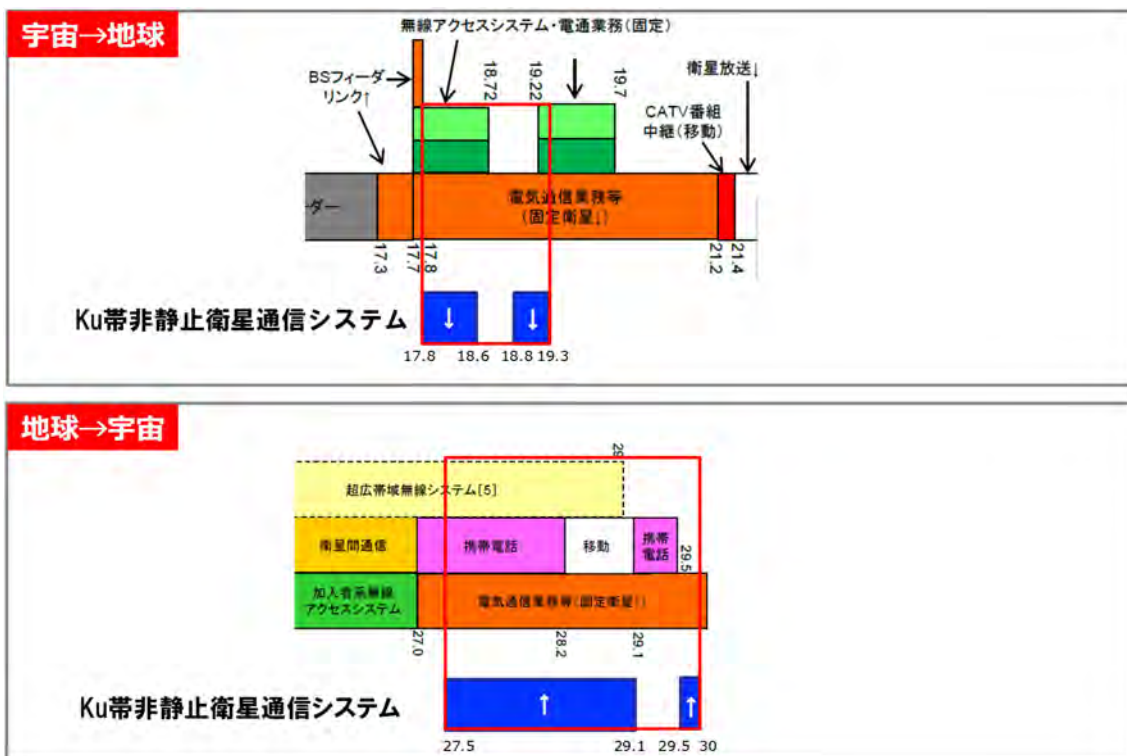 宇宙→地球
無線アクセスシステム・電通業務(固定)
18.72
19.22
19.7
衛星放送↓
BSフィーダ
リンク↑
CATV番組
中継(移動)
ーダー
電気通信業務等
(固定衛星↓)
17.3
17.7
17.8
21.2
21.4
Ku帯非静止衛星通信システム
↓
↓
17.8
18.6
18.8
19.3
地球→宇宙
超広帯域無線システム[5]
衛星間通信
携帯電話
移動
携帯
電話
29.5
加入者系無線
アクセスシステム
電気通信業務等(固定衛星↑)
27.0
28.2
29.1
Ku帯非静止衛星通信システム
↑
↑
27.5
29.1
29.5
30